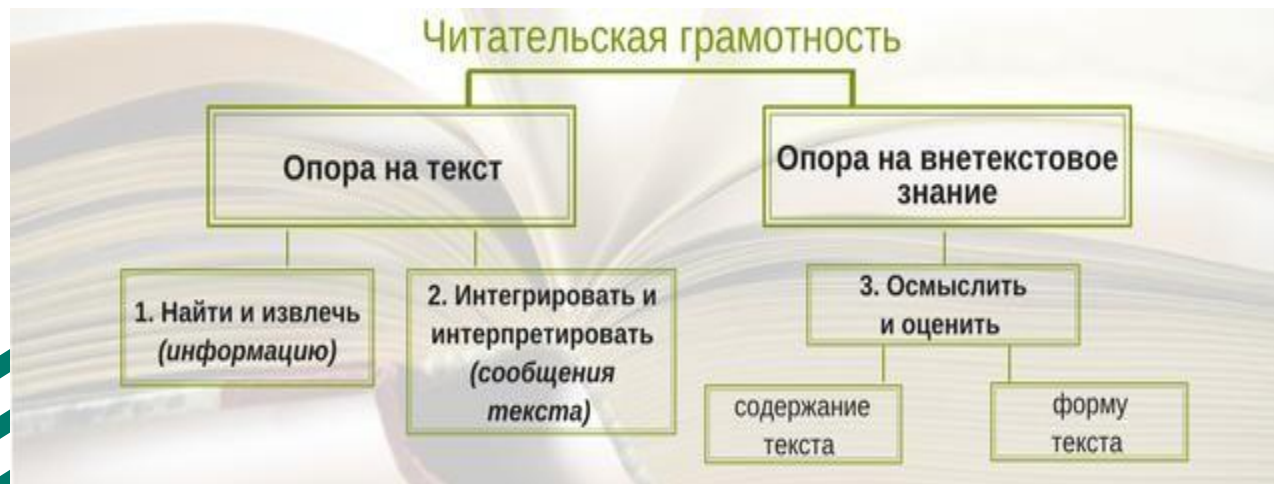 Читательская грамотность
Опора на текст
Опора на внетекстовое
знание
1. Найти и извлечь
(информацию)
2. Интегрировать и
интерпретировать
(сообщения
текста)
3. Осмыслить
и оценить
содержание
текста
форму
текста